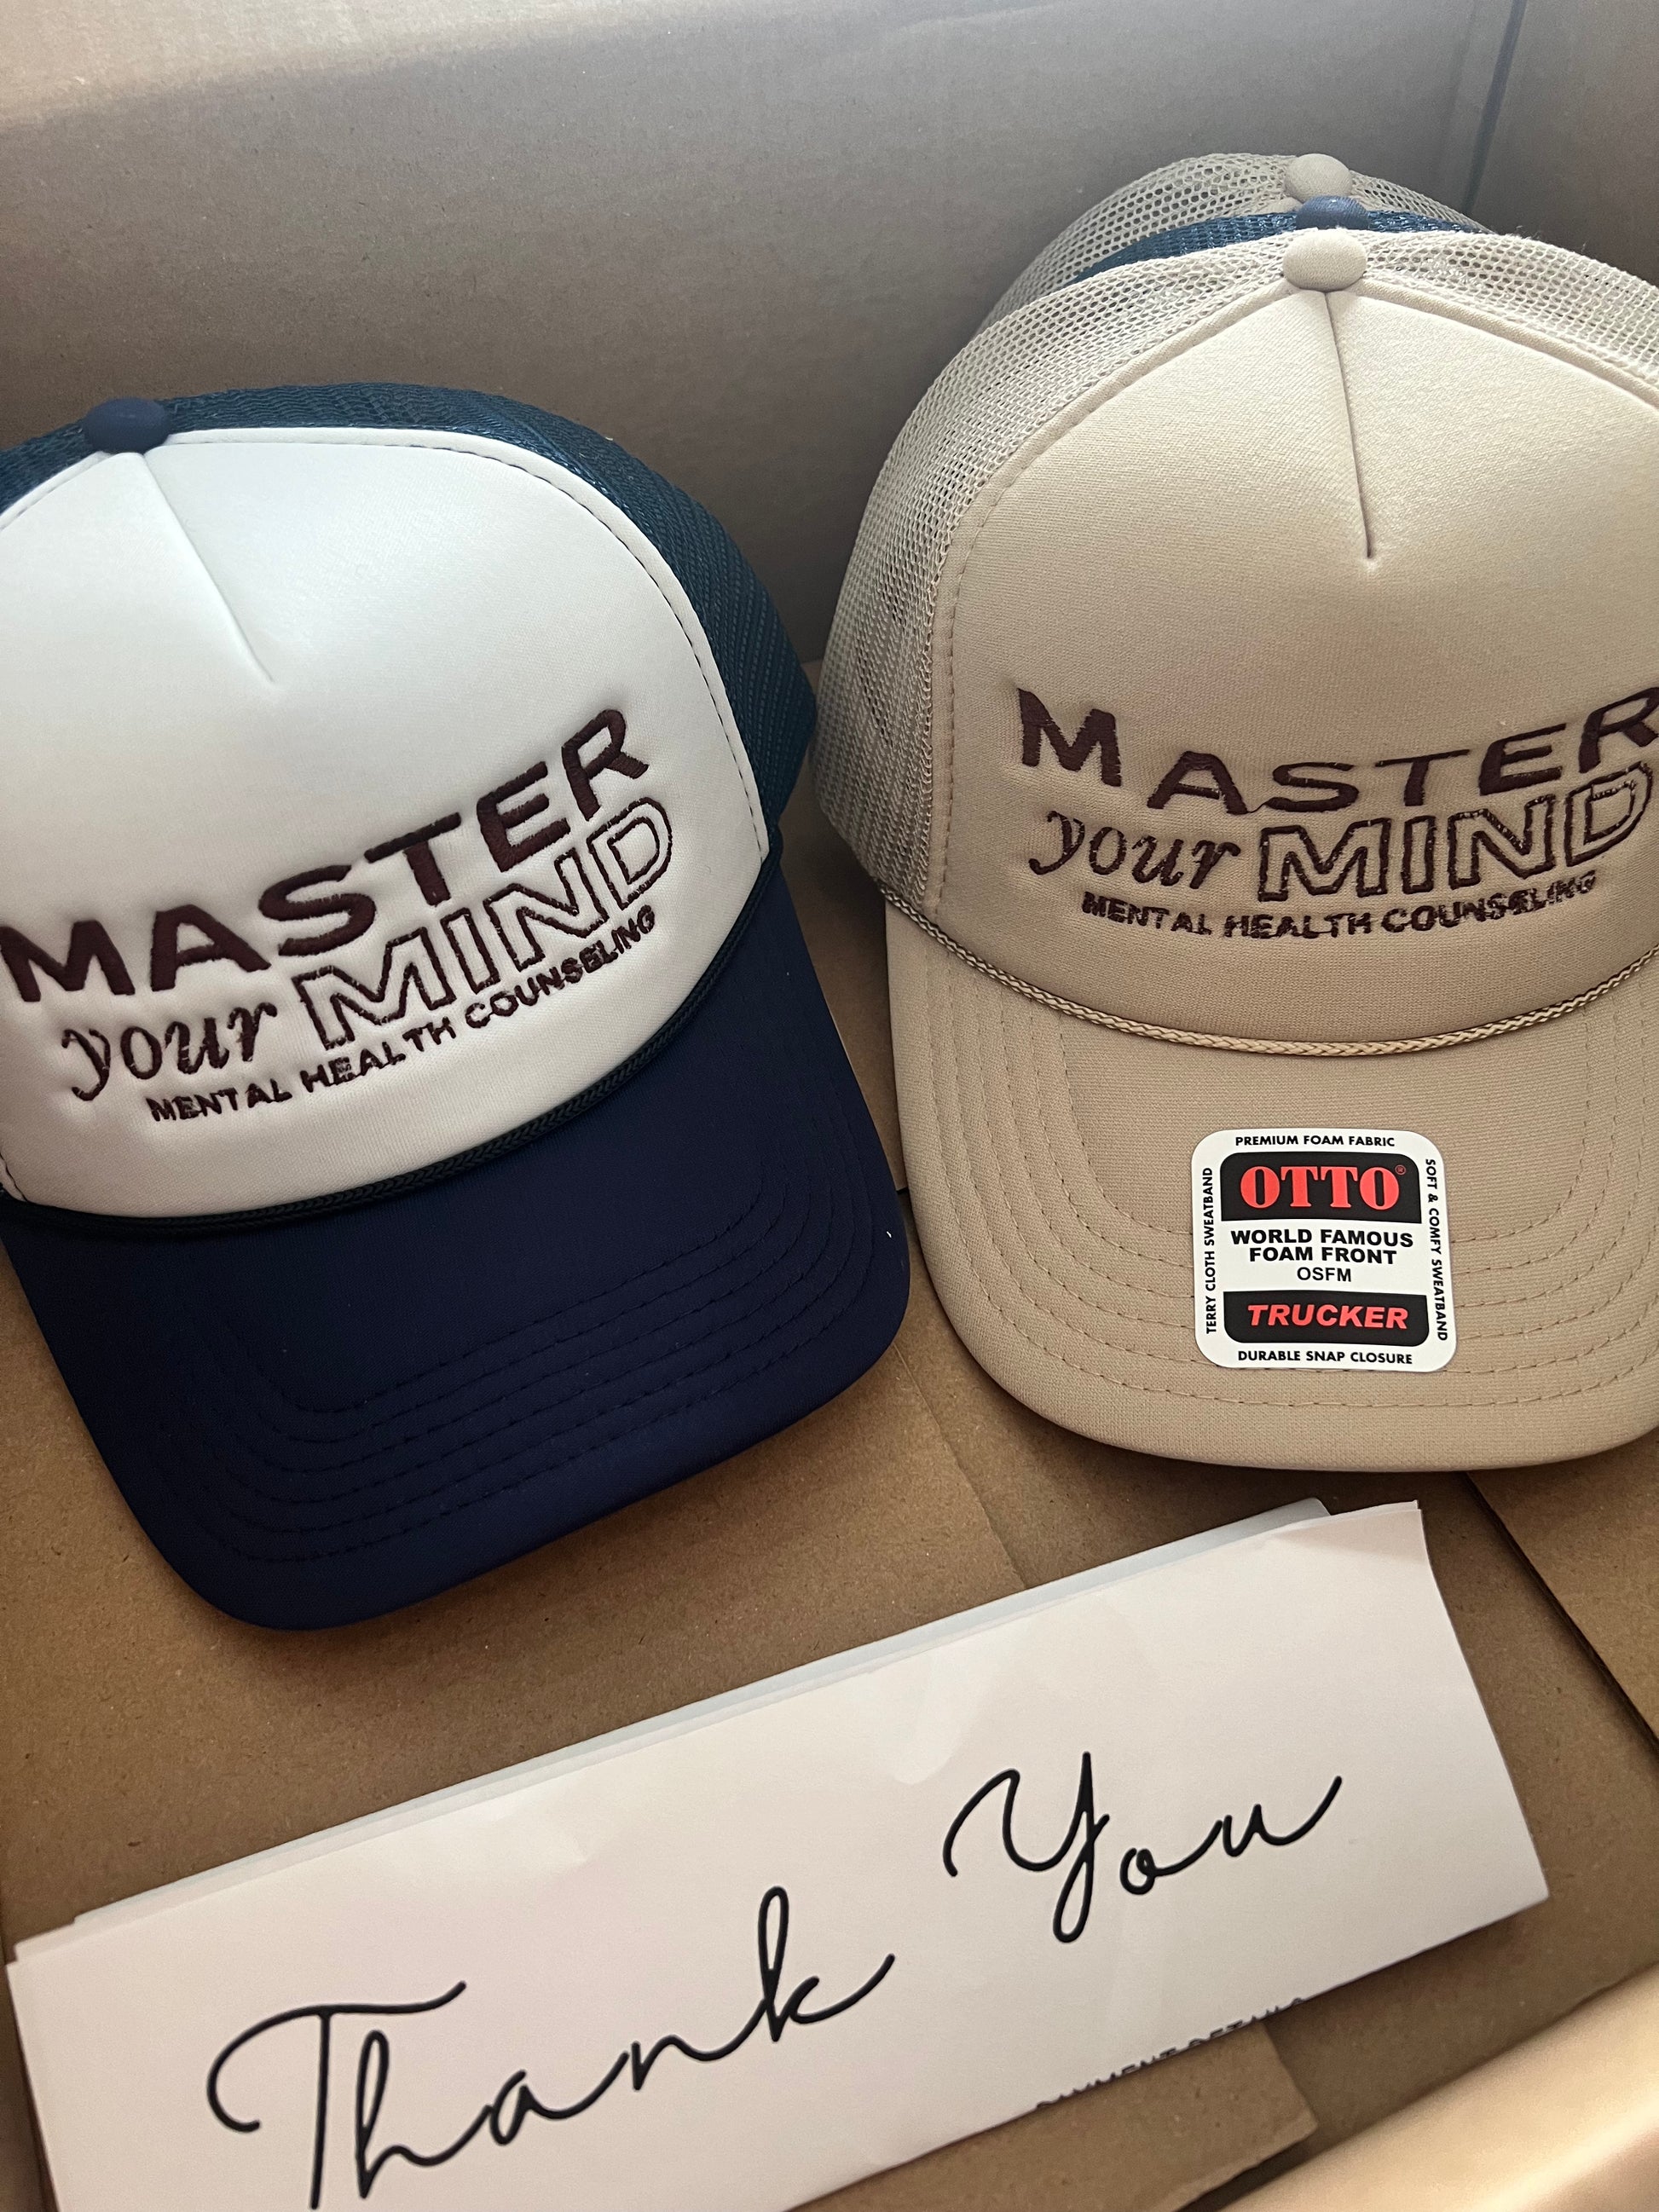 MASTER
your MIND
MENTAL HEALTH COUNSELING
MASTER
your MIND
MENTAL HEALTH COUNSELING
PREMIUM FOAM FABRIC
TERRY CLOTH SWEATBAND
OTTO®
WORLD FAMOUS
FOAM FRONT
OSFM
TRUCKER
SOFT & COMFY SWEATBAND
DURABLE SNAP CLOSURE
Thank You